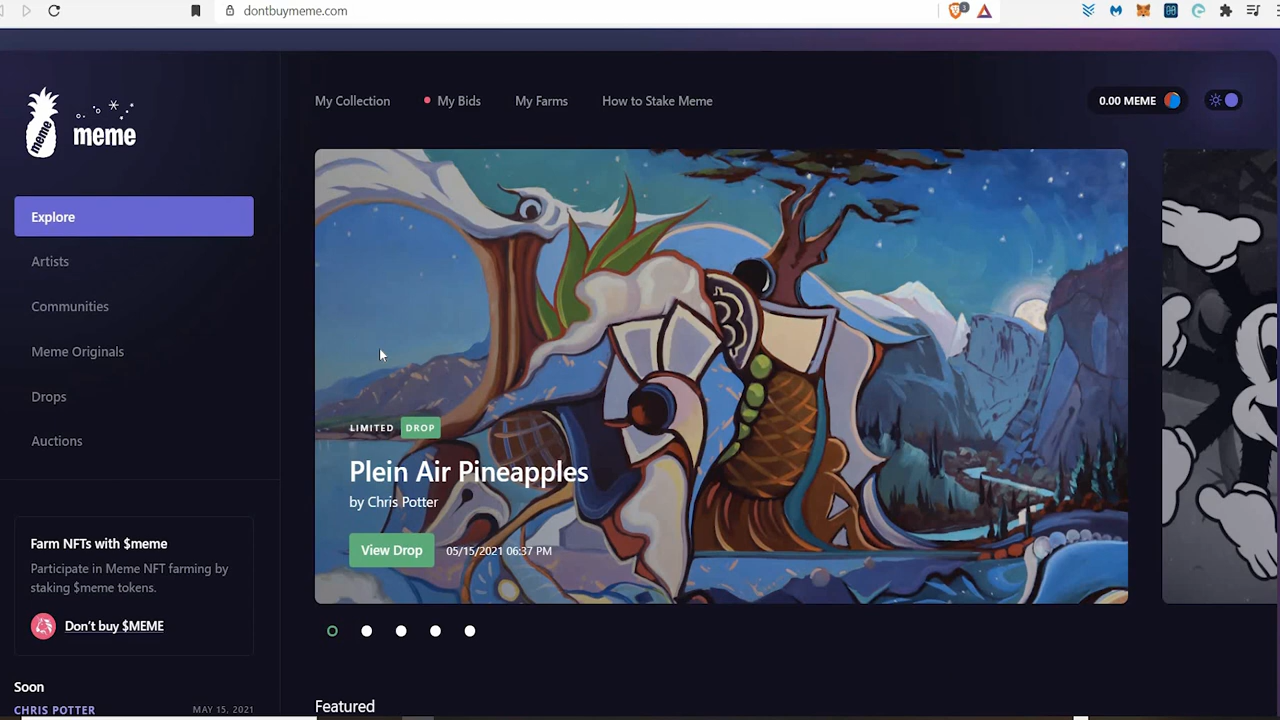 dontbuymeme.com
3
meme
meme
My Collection
My Bids
My Farms
How to Stake Meme
0.00 MEME
Explore
Artists
Communities
Meme Originals
Drops
Auctions
LIMITED DROP
Plein Air Pineapples
by Chris Potter
View Drop
05/15/2021 06:37 PM
Farm NFTs with $meme
Participate in Meme NFT farming by
staking $meme tokens.
Don't buy $MEME
Soon
CHRIS POTTER
MAY 15, 2021
Featured